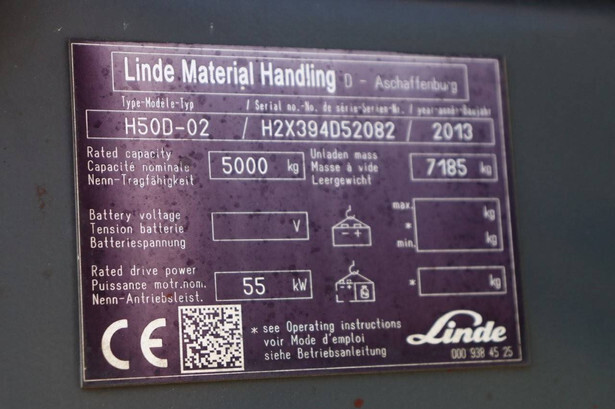 Linde Material Handling D - Aschaffenburg
Type-Modèle-Typ / Serial no.-No. de série-Serien-Nr. / year-année-Baujahr
H50D-02 / H2X394D52082 / 2013
Rated capacity
Capacité nominale
Nenn-Tragfähigkeit
5000 kg
Unladen mass
Masse à vide
Leergewicht
7185 kg
Battery voltage
Tension batterie
Batteriespannung
V
max. kg
*
min. kg
Rated drive power
Puissance motr.nom.
Nenn-Antriebsleist.
55 kW
* kg
CE
* see Operating instructions
voir Mode d'emploi
siehe Betriebsanleitung
Linde
000 938 45 25